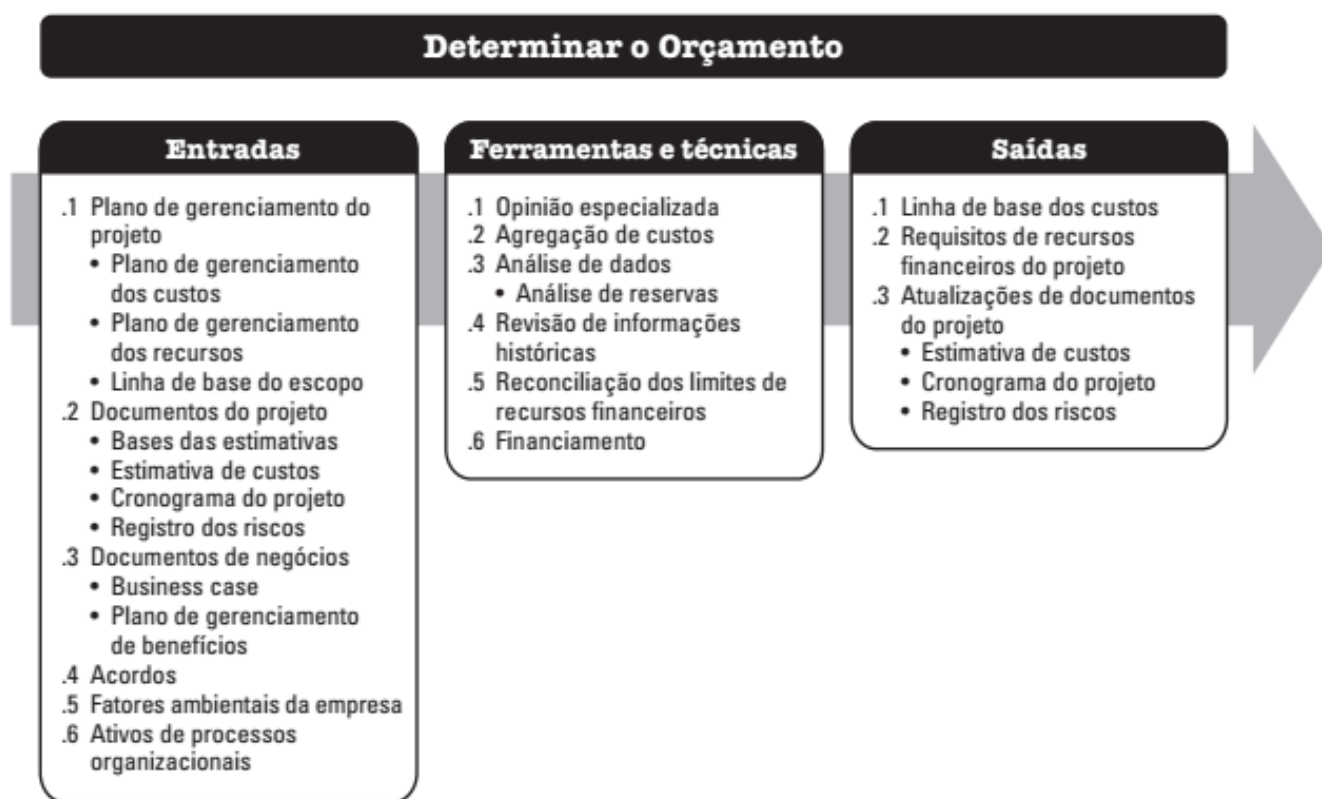 Determinar o Orçamento
Entradas
.1 Plano de gerenciamento do
projeto
• Plano de gerenciamento
dos custos
• Plano de gerenciamento
dos recursos
• Linha de base do escopo
.2 Documentos do projeto
• Bases das estimativas
• Estimativa de custos
• Cronograma do projeto
• Registro dos riscos
.3 Documentos de negócios
• Business case
• Plano de gerenciamento
de benefícios
.4 Acordos
.5 Fatores ambientais da empresa
.6 Ativos de processos
organizacionais
Ferramentas e técnicas
.1 Opinião especializada
.2 Agregação de custos
.3 Análise de dados
• Análise de reservas
.4 Revisão de informações
históricas
.5 Reconciliação dos limites de
recursos financeiros
.6 Financiamento
Saídas
.1 Linha de base dos custos
.2 Requisitos de recursos
financeiros do projeto
.3 Atualizações de documentos
do projeto
• Estimativa de custos
• Cronograma do projeto
• Registro dos riscos